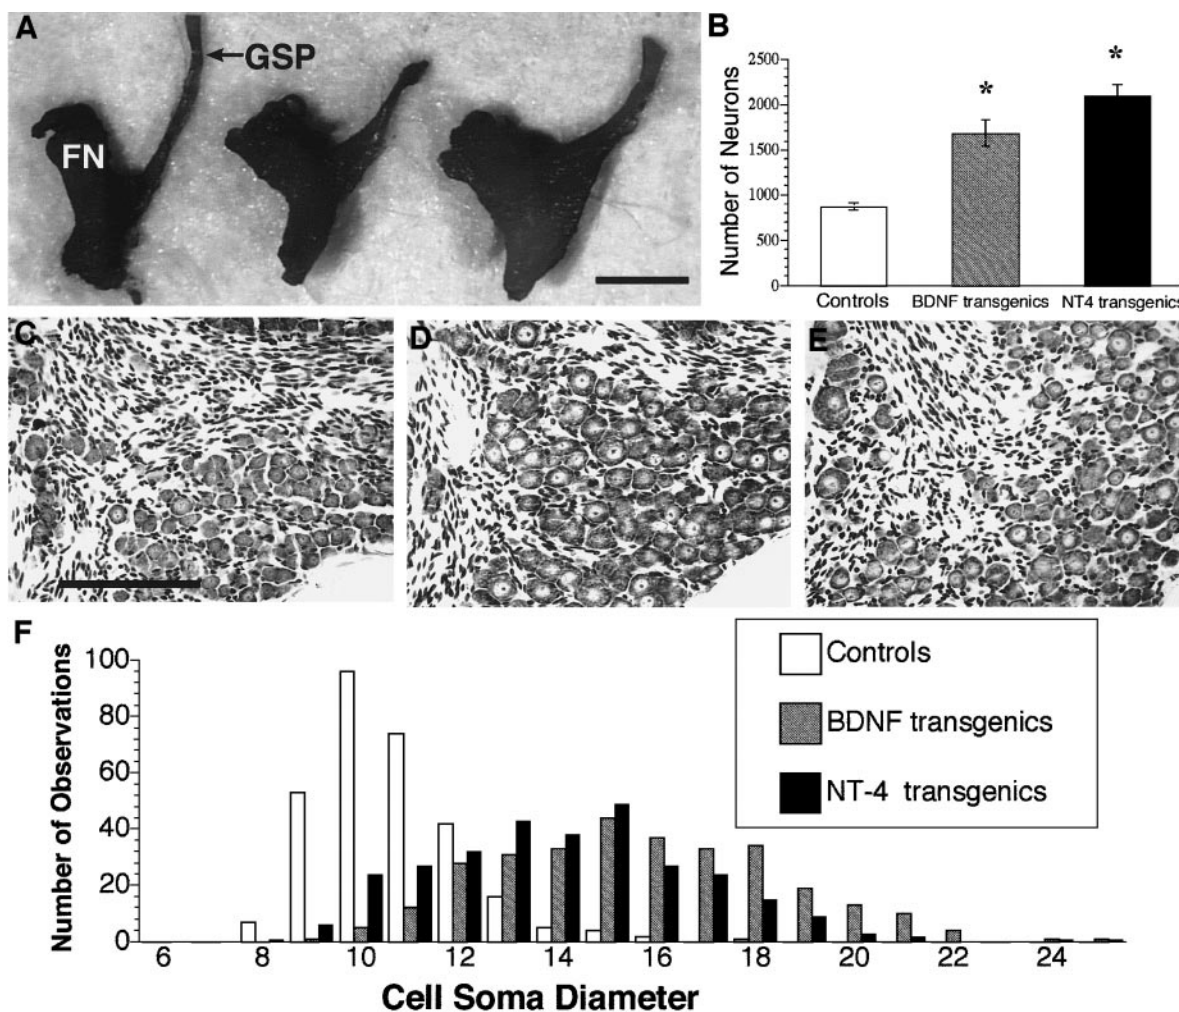 A
GSP
FN
B
Number of Neurons
2500
2000
1500
1000
500
0
*
*
Controls
BDNF transgenics
NT4 transgenics
C
D
E
F
Number of Observations
100
80
60
40
20
0
6
8
10
12
14
16
18
20
22
24
Cell Soma Diameter
Controls
BDNF transgenics
NT-4 transgenics